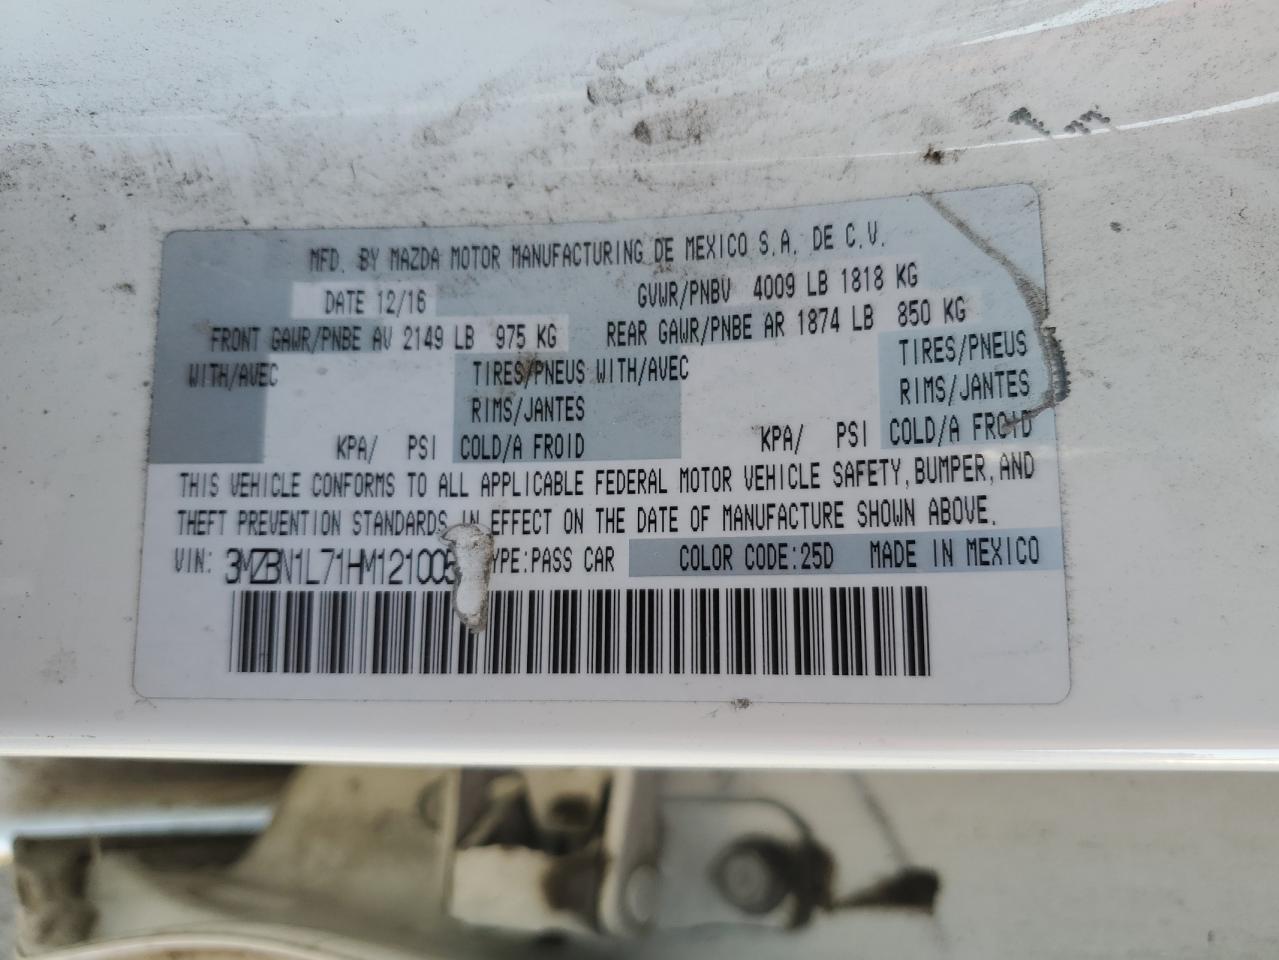 MFD. BY MAZDA MOTOR MANUFACTURING DE MEXICO S.A. DE C.V.
DATE 12/16 GVWR/PNBV 4009 LB 1818 KG
FRONT GAWR/PNBE AV 2149 LB 975 KG REAR GAWR/PNBE AR 1874 LB 850 KG
WITH/AVEC TIRES/PNEUS WITH/AVEC TIRES/PNEUS
RIMS/JANTES RIMS/JANTES
KPA/ PSI COLD/A FROID KPA/ PSI COLD/A FROID
THIS VEHICLE CONFORMS TO ALL APPLICABLE FEDERAL MOTOR VEHICLE SAFETY, BUMPER, AND
THEFT PREVENTION STANDARDS IN EFFECT ON THE DATE OF MANUFACTURE SHOWN ABOVE.
VIN: TYPE:PASS CAR COLOR CODE:25D MADE IN MEXICO